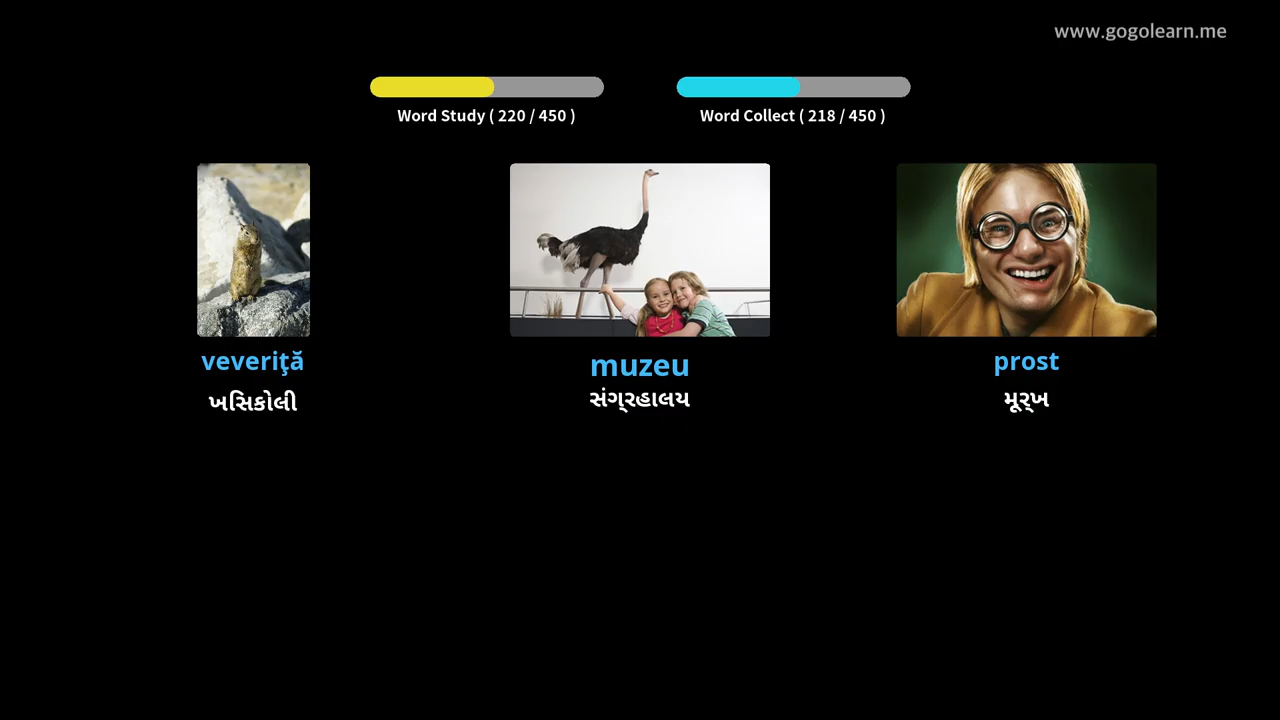 www.gogolearn.me
Word Study ( 220 / 450 )
Word Collect ( 218 / 450 )
veveriţă
muzeu
prost
ખસિકોલી
સંગ્રહાલય
મૂર્ખ